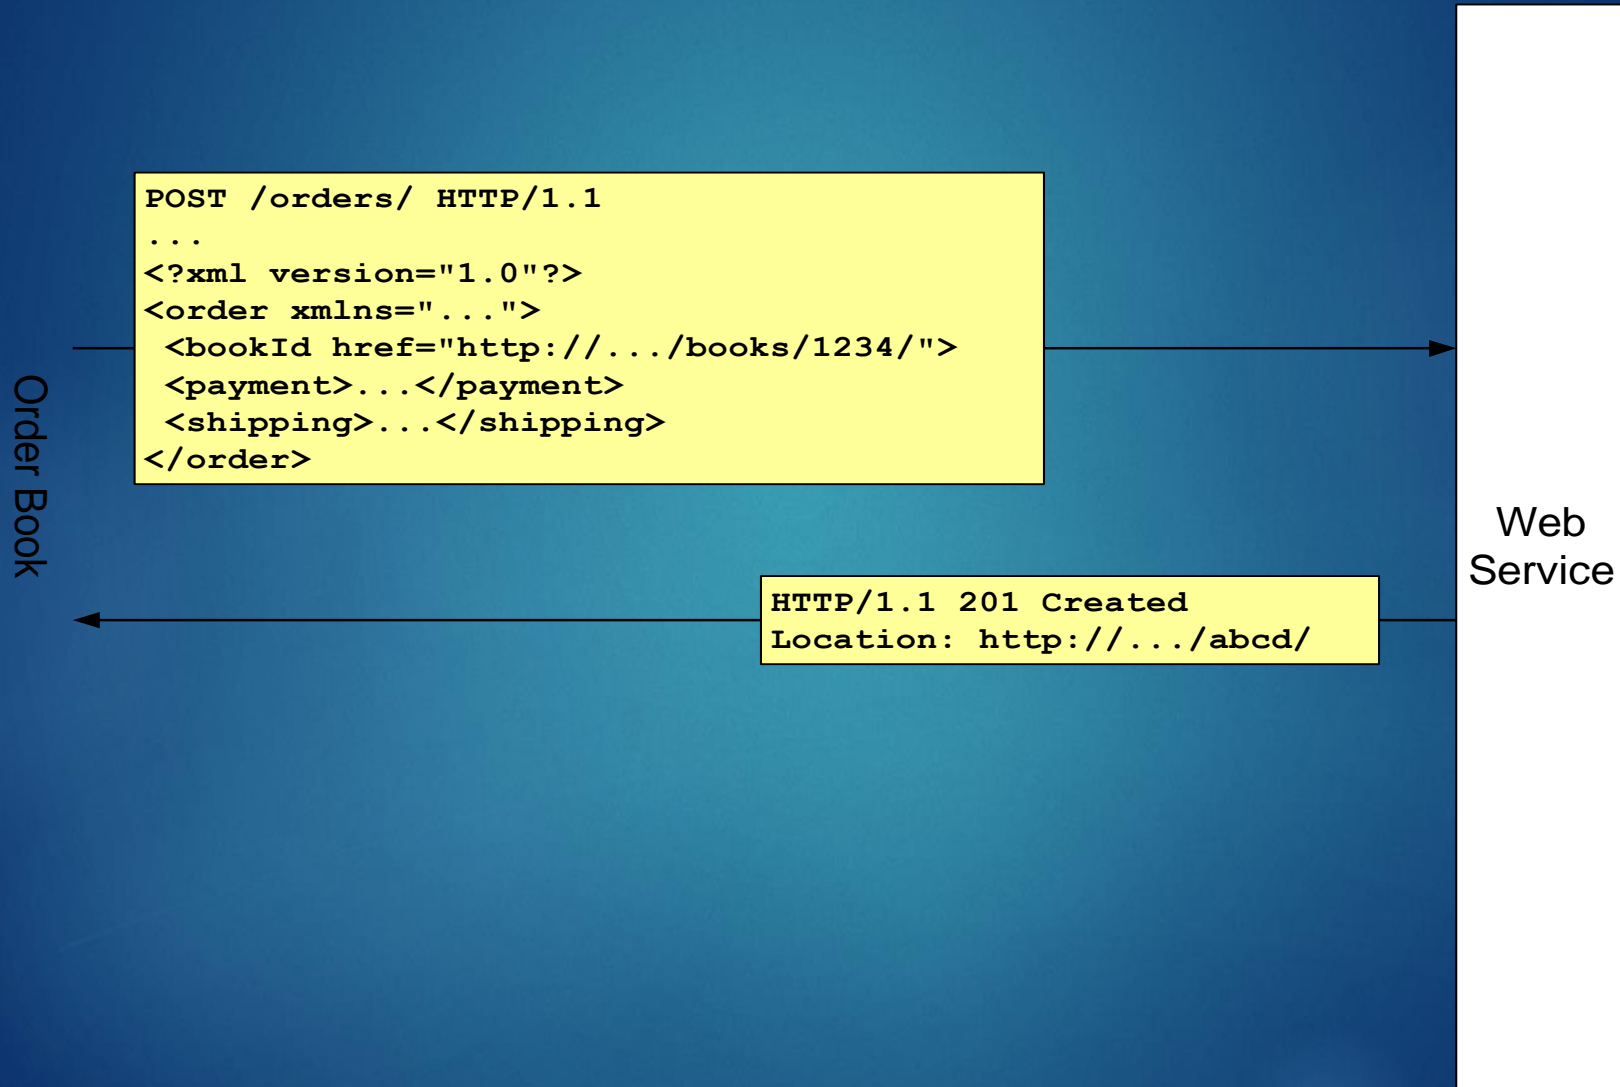 POST /orders/ HTTP/1.1
...
<?xml version="1.0"?>
<order xmlns="...">
<bookId href="http://.../books/1234/">
<payment>...</payment>
<shipping>...</shipping>
</order>
Order Book
Web
Service
HTTP/1.1 201 Created
Location: http://.../abcd/